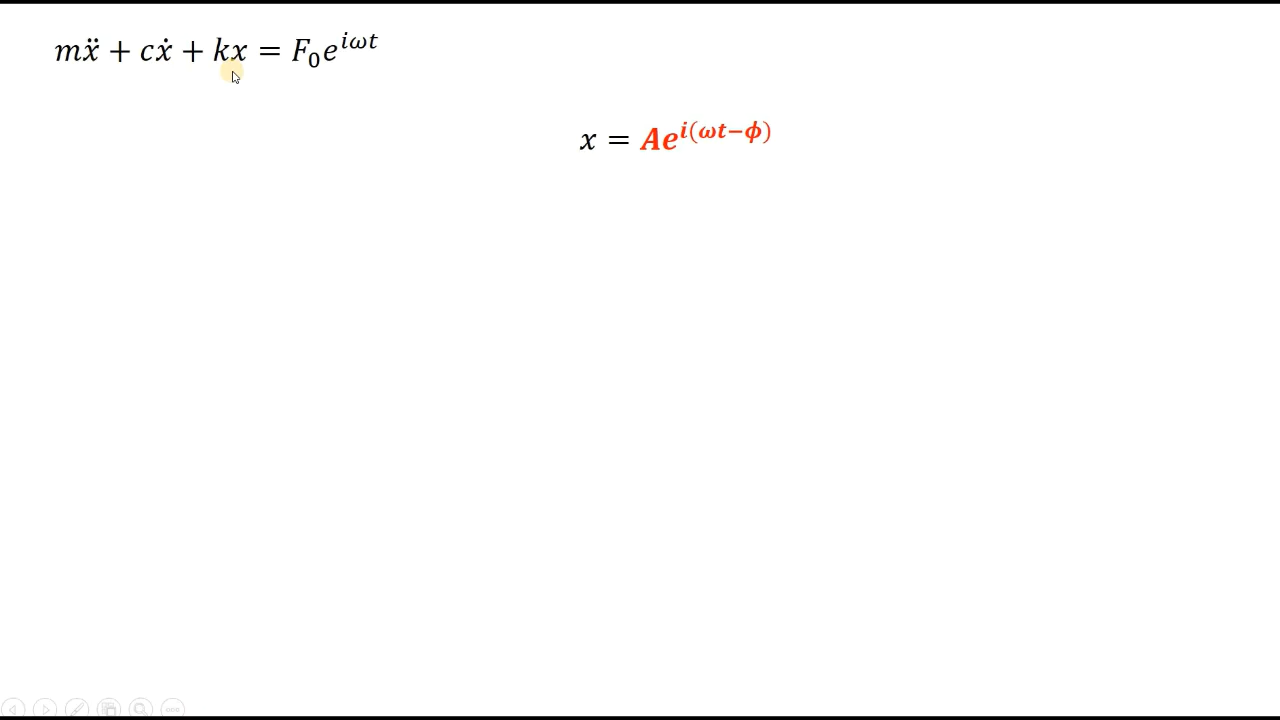 mẍ + cẋ + kx = F₀e^{iωt}
x = Ae^{i(ωt−ϕ)}